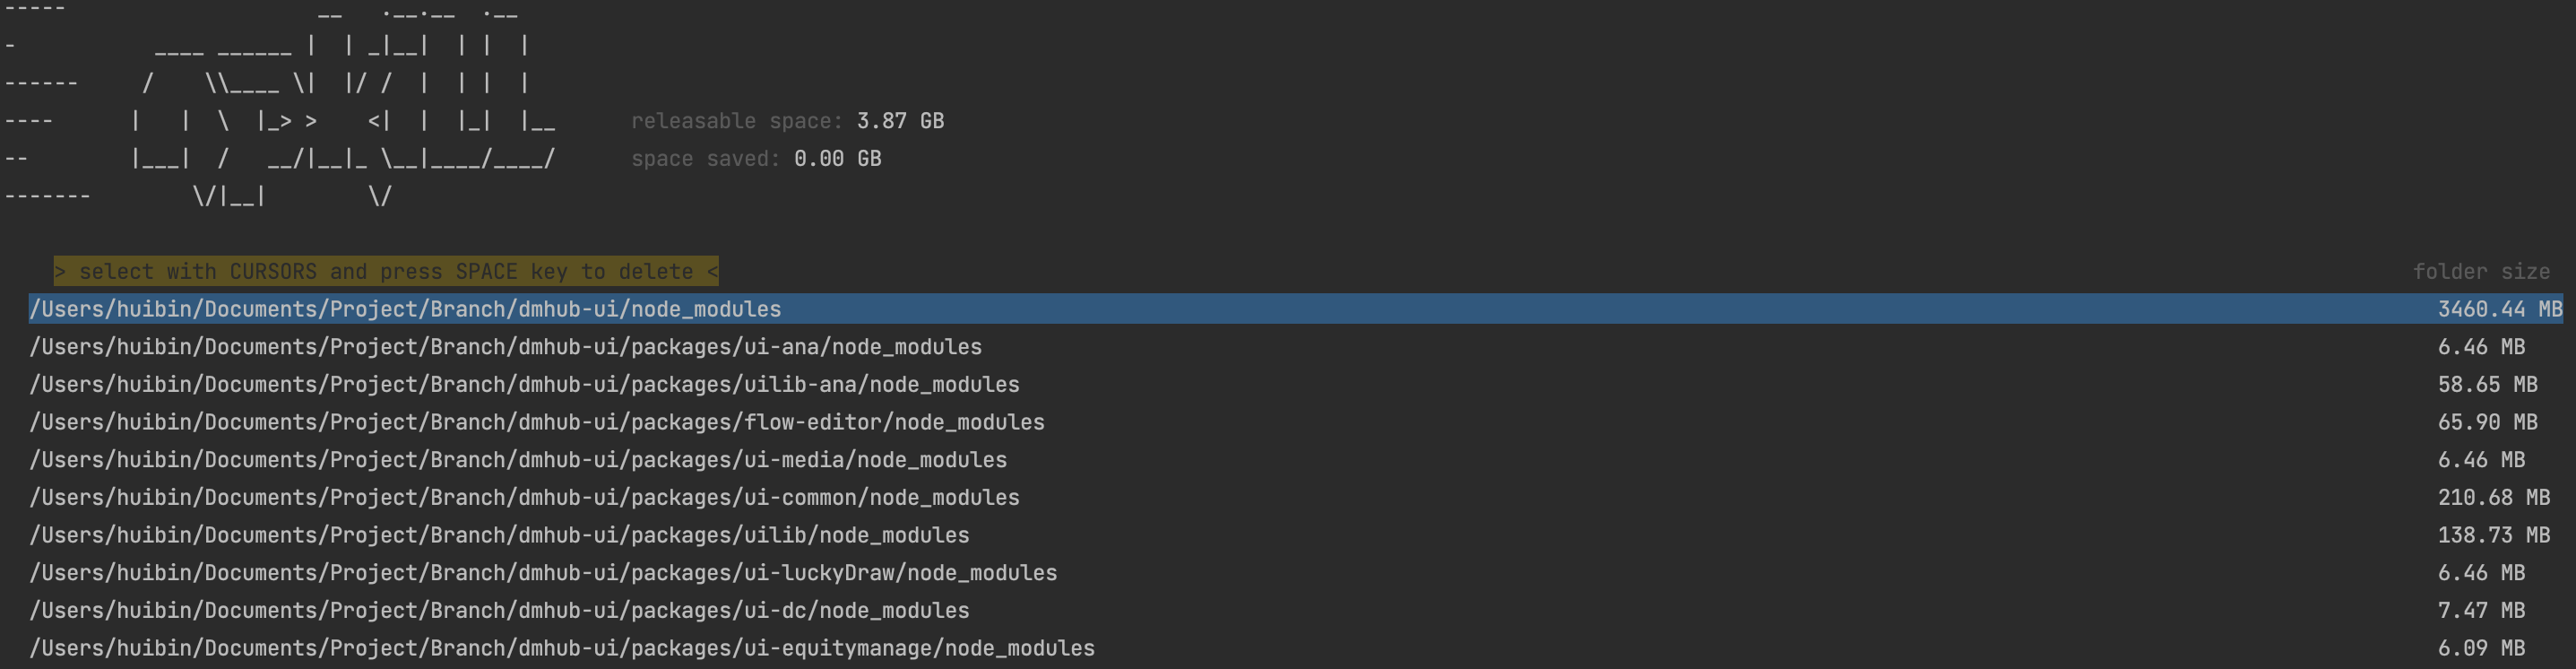 -----                     __   .__.__  .__
-           ____ ______ |  | _|__|  | |  |
------     /    \\____ \|  |/ /  |  | |  |
----      |   |  \  |_> >    <|  |  |_|  |__    releasable space: 3.87 GB
--        |___|  /   __/|__|_ \__|____/____/    space saved: 0.00 GB
-------        \/|__|        \/
> select with CURSORS and press SPACE key to delete < folder size
/Users/huibin/Documents/Project/Branch/dmhub-ui/node_modules 3460.44 MB
/Users/huibin/Documents/Project/Branch/dmhub-ui/packages/ui-ana/node_modules 6.46 MB
/Users/huibin/Documents/Project/Branch/dmhub-ui/packages/uilib-ana/node_modules 58.65 MB
/Users/huibin/Documents/Project/Branch/dmhub-ui/packages/flow-editor/node_modules 65.90 MB
/Users/huibin/Documents/Project/Branch/dmhub-ui/packages/ui-media/node_modules 6.46 MB
/Users/huibin/Documents/Project/Branch/dmhub-ui/packages/ui-common/node_modules 210.68 MB
/Users/huibin/Documents/Project/Branch/dmhub-ui/packages/uilib/node_modules 138.73 MB
/Users/huibin/Documents/Project/Branch/dmhub-ui/packages/ui-luckyDraw/node_modules 6.46 MB
/Users/huibin/Documents/Project/Branch/dmhub-ui/packages/ui-dc/node_modules 7.47 MB
/Users/huibin/Documents/Project/Branch/dmhub-ui/packages/ui-equitymanage/node_modules 6.09 MB